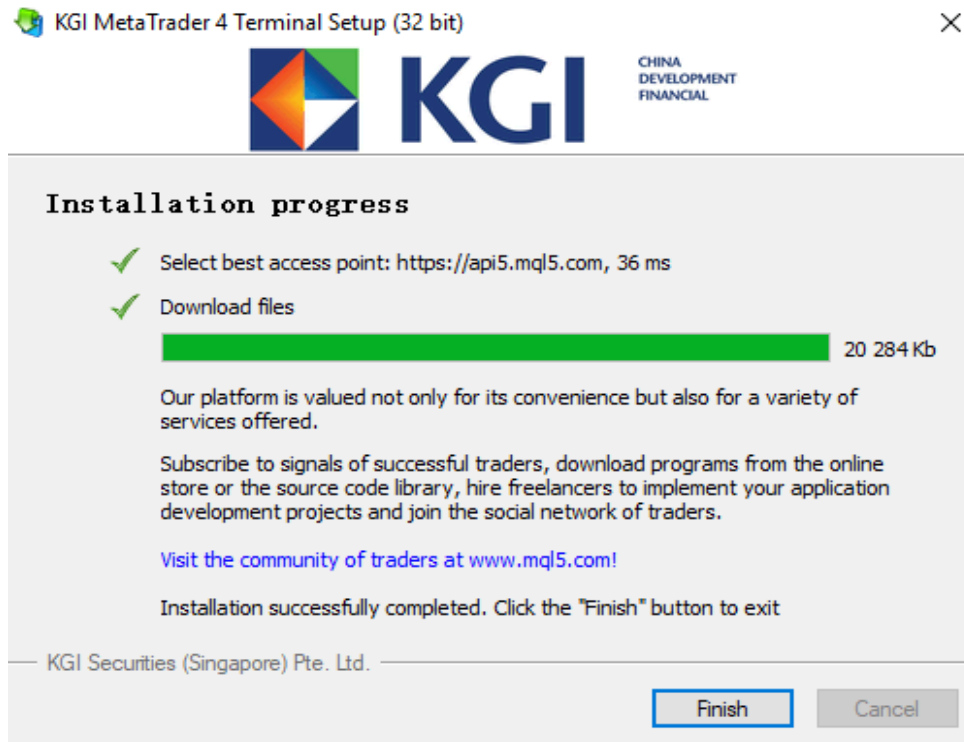 KGI MetaTrader 4 Terminal Setup (32 bit)
KGI
CHINA
DEVELOPMENT
FINANCIAL
Installation progress
Select best access point: https://api5.mql5.com, 36 ms
Download files
20 284 Kb
Our platform is valued not only for its convenience but also for a variety of
services offered.
Subscribe to signals of successful traders, download programs from the online
store or the source code library, hire freelancers to implement your application
development projects and join the social network of traders.
Visit the community of traders at www.mql5.com!
Installation successfully completed. Click the "Finish" button to exit
KGI Securities (Singapore) Pte. Ltd.
Finish
Cancel